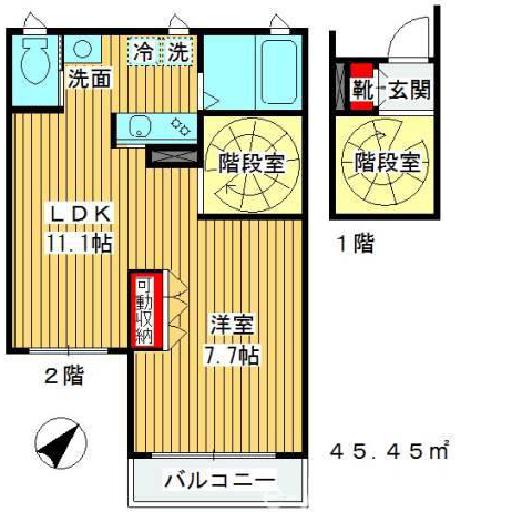 冷 洗
洗面
靴 玄関
階段室
階段室
LDK
11.1帖
1階
可動収納
洋室
7.7帖
2階
45.45㎡
バルコニー